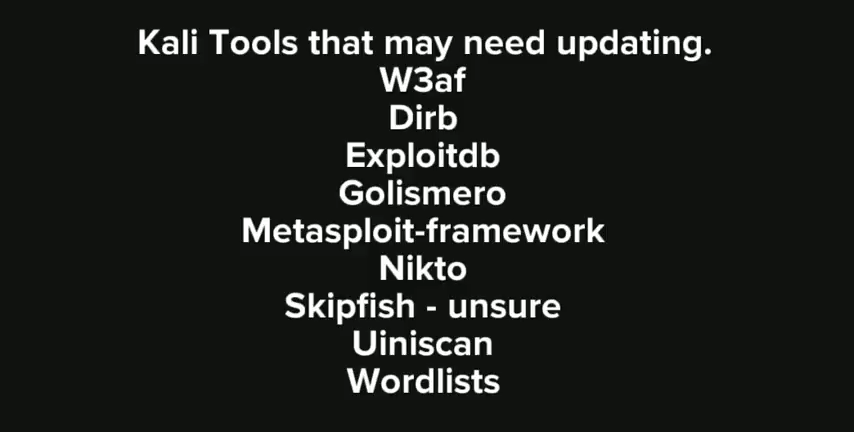 Kali Tools that may need updating.
W3af
Dirb
Exploitdb
Golismero
Metasploit-framework
Nikto
Skipfish - unsure
Uiniscan
Wordlists